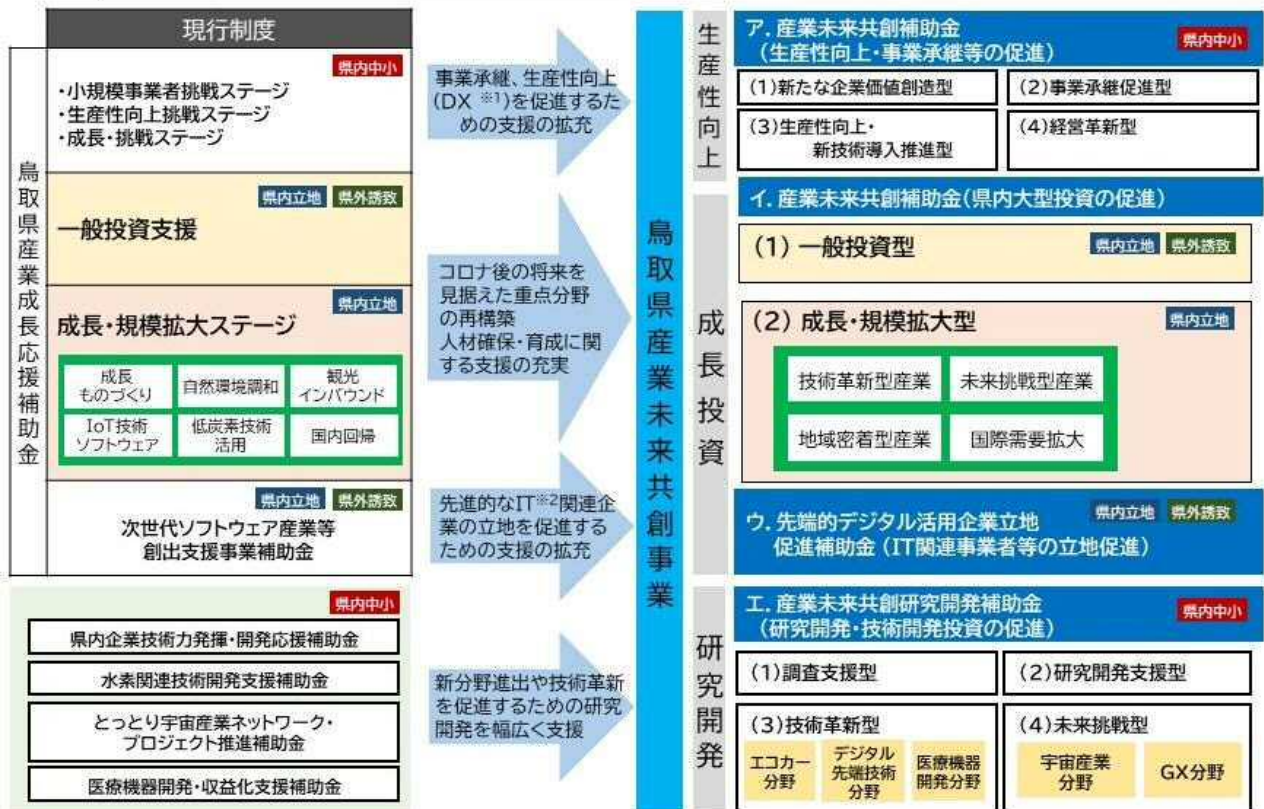 現行制度
鳥取県産業成長応援補助金
県内中小
・小規模事業者挑戦ステージ
・生産性向上挑戦ステージ
・成長・挑戦ステージ
県内立地 県外誘致
一般投資支援
県内立地
成長・規模拡大ステージ
成長
ものづくり
自然環境調和
観光
インバウンド
IoT技術
ソフトウェア
低炭素技術
活用
国内回帰
県内立地 県外誘致
次世代ソフトウェア産業等
創出支援事業補助金
県内中小
県内企業技術力発揮・開発応援補助金
水素関連技術開発支援補助金
とっとり宇宙産業ネットワーク・
プロジェクト推進補助金
医療機器開発・収益化支援補助金
事業承継、生産性向上
(DX ※1)を促進するた
めの支援の拡充
コロナ後の将来を
見据えた重点分野
の再構築
人材確保・育成に関
する支援の充実
先進的なIT※2関連企
業の立地を促進する
ための支援の拡充
新分野進出や技術革新
を促進するための研究
開発を幅広く支援
鳥取県産業未来共創事業
生産性向上
ア．産業未来共創補助金
（生産性向上・事業承継等の促進）
県内中小
(1)新たな企業価値創造型
(2)事業承継促進型
(3)生産性向上・
新技術導入推進型
(4)経営革新型
成長投資
イ．産業未来共創補助金(県内大型投資の促進)
(1) 一般投資型
県内立地 県外誘致
(2) 成長・規模拡大型
県内立地
技術革新型産業
未来挑戦型産業
地域密着型産業
国際需要拡大
ウ．先端的デジタル活用企業立地
促進補助金（IT関連事業者等の立地促進）
県内立地 県外誘致
研究開発
エ．産業未来共創研究開発補助金
（研究開発・技術開発投資の促進）
県内中小
(1)調査支援型
(2)研究開発支援型
(3)技術革新型
エコカー
分野
デジタル
先端技術
分野
医療機器
開発分野
(4)未来挑戦型
宇宙産業
分野
GX分野